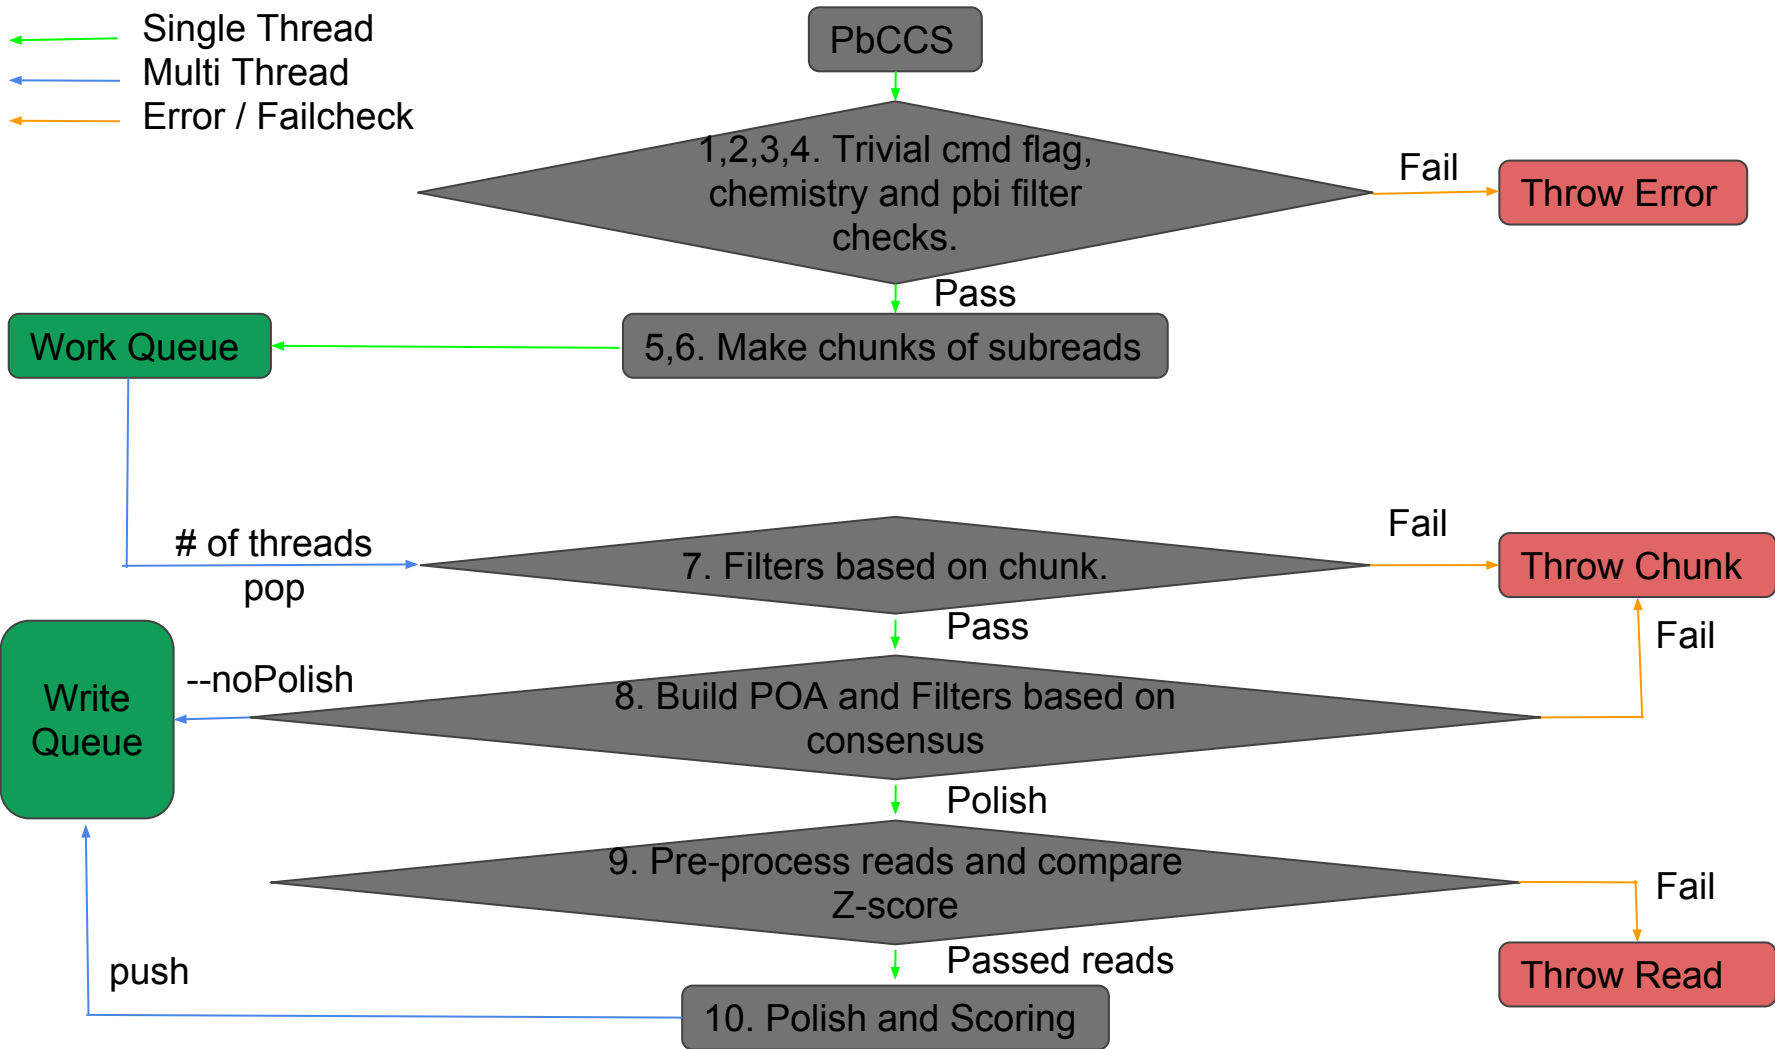 Single Thread
Multi Thread
Error / Failcheck
PbCCS
1,2,3,4. Trivial cmd flag,
chemistry and pbi filter
checks.
Fail
Throw Error
Pass
Work Queue
5,6. Make chunks of subreads
# of threads
pop
7. Filters based on chunk.
Fail
Throw Chunk
Pass
Fail
--noPolish
Write
Queue
8. Build POA and Filters based on
consensus
Polish
9. Pre-process reads and compare
Z-score
Fail
Passed reads
Throw Read
push
10. Polish and Scoring